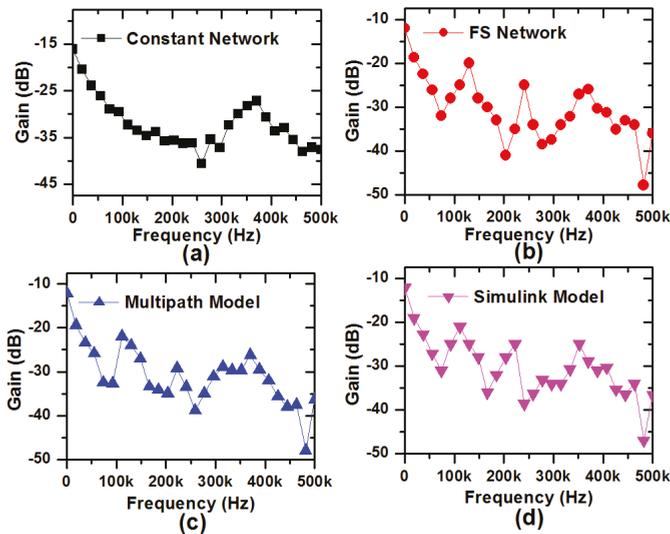 Constant Network
-15
-25
-35
-45
Gain (dB)
0 100k 200k 300k 400k 500k
Frequency (Hz)
(a)
FS Network
-10
-20
-30
-40
-50
Gain (dB)
0 100k 200k 300k 400k 500k
Frequency (Hz)
(b)
Multipath Model
-10
-20
-30
-40
-50
Gain (dB)
0 100k 200k 300k 400k 500k
Frequency (Hz)
(c)
Simulink Model
-10
-20
-30
-40
-50
Gain (dB)
0 100k 200k 300k 400k 500k
Frequency (Hz)
(d)